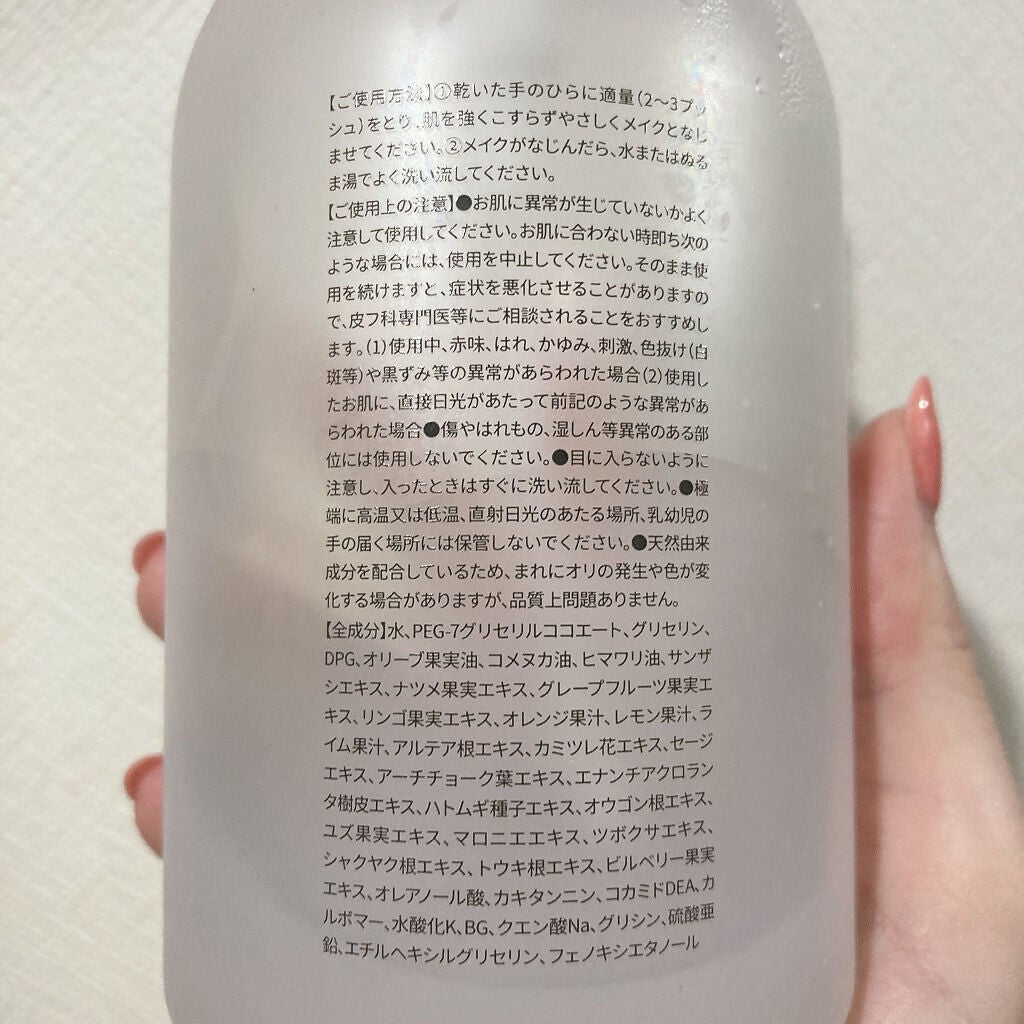 【ご使用方法】①乾いた手のひらに適量(2〜3プッ
シュ)をとり、肌を強くこすらずやさしくメイクとなじ
ませてください。②メイクがなじんだら、水またはぬる
ま湯でよく洗い流してください。
【ご使用上の注意】●お肌に異常が生じていないかよく
注意して使用してください。お肌に合わない時即ち次の
ような場合には、使用を中止してください。そのまま使
用を続けますと、症状を悪化させることがありますの
で、皮フ科専門医等にご相談されることをおすすめし
ます。(1)使用中、赤味、はれ、かゆみ、刺激、色抜け(白
斑等)や黒ずみ等の異常があらわれた場合(2)使用し
たお肌に、直接日光があたって前記のような異常があ
らわれた場合●傷やはれもの、湿しん等異常のある部
位には使用しないでください。●目に入らないように
注意し、入ったときはすぐに洗い流してください。●極
端に高温又は低温、直射日光のあたる場所、乳幼児の
手の届く場所には保管しないでください。●天然由来
成分を配合しているため、まれにオリの発生や色が変
化する場合がありますが、品質上問題ありません。
【全成分】水、PEG-7グリセリルココエート、グリセリン、
DPG、オリーブ果実油、コメヌカ油、ヒマワリ油、サンザ
シエキス、ナツメ果実エキス、グレープフルーツ果実エ
キス、リンゴ果実エキス、オレンジ果汁、レモン果汁、ラ
イム果汁、アルテア根エキス、カミツレ花エキス、セージ
エキス、アーチチョーク葉エキス、エナンチアクロラン
タ樹皮エキス、ハトムギ種子エキス、オウゴン根エキス、
ユズ果実エキス、マロニエエキス、ツボクサエキス、
シャクヤク根エキス、トウキ根エキス、ビルベリー果実
エキス、オレアノール酸、カキタンニン、コカミドDEA、カ
ルボマー、水酸化K、BG、クエン酸Na、グリシン、硫酸亜
鉛、エチルヘキシルグリセリン、フェノキシエタノール